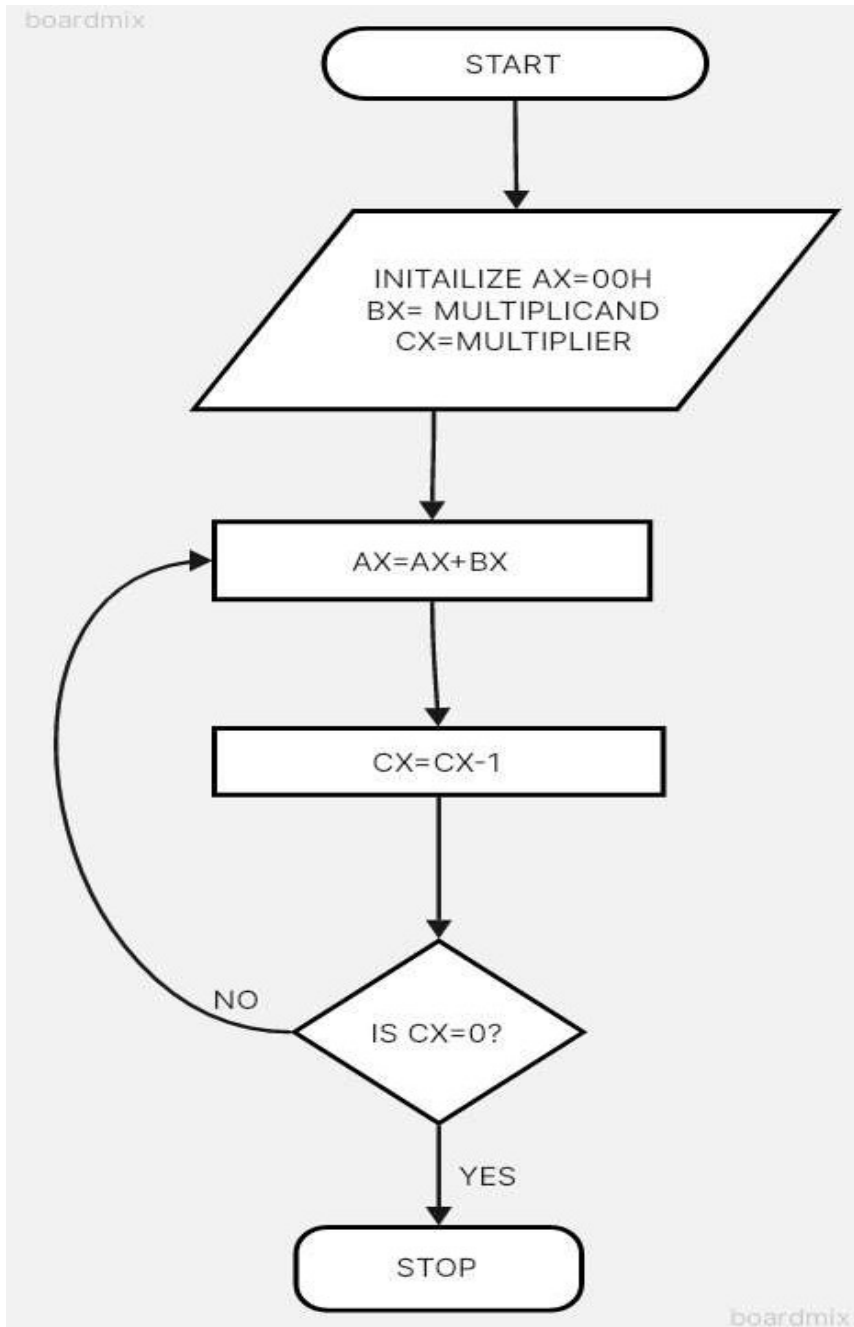 boardmix
START
INITAILIZE AX=00H
BX= MULTIPLICAND
CX=MULTIPLIER
AX=AX+BX
CX=CX-1
NO
IS CX=0?
YES
STOP
boardmix